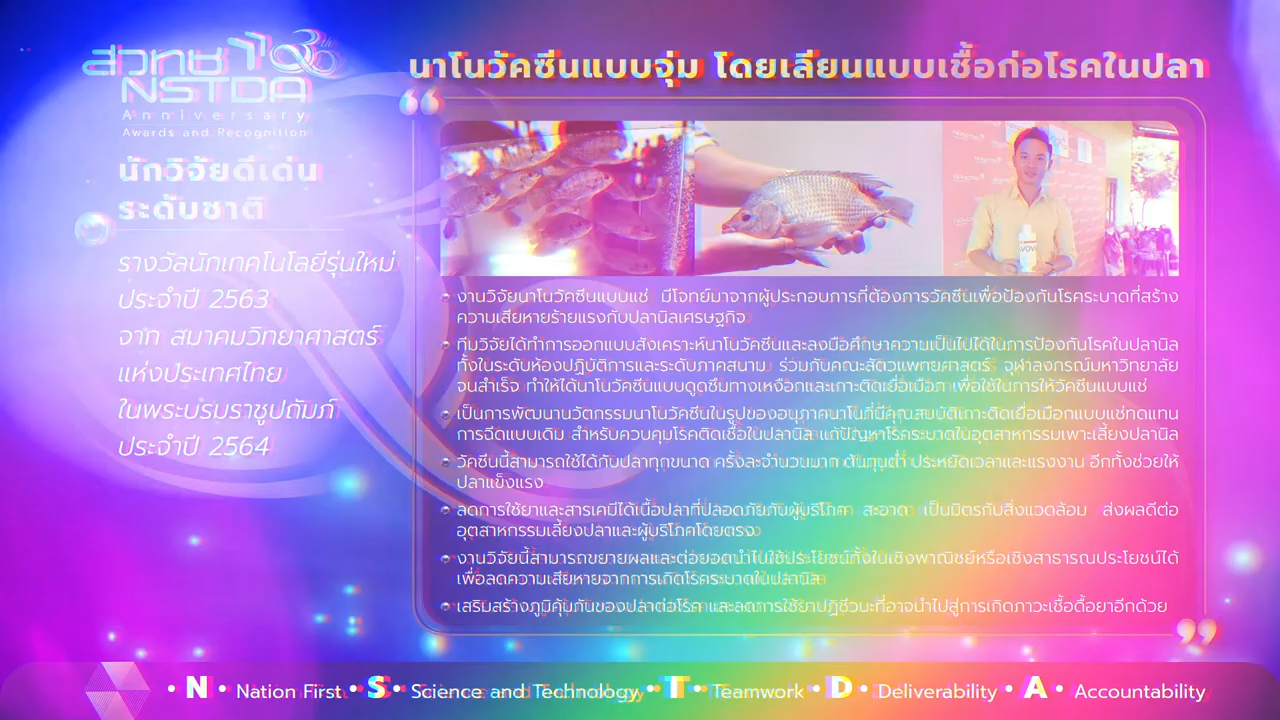 สวทช 30th
NSTDA
Anniversary
Awards and Recognition
นักวิจัยดีเด่น
ระดับชาติ
รางวัลนักเทคโนโลยีรุ่นใหม่
ประจำปี 2563
จาก สมาคมวิทยาศาสตร์
แห่งประเทศไทย
ในพระบรมราชูปถัมภ์
ประจำปี 2564
นาโนวัคซีนแบบจุ่ม โดยเลียนแบบเชื้อก่อโรคในปลา
งานวิจัยนาโนวัคซีนแบบแช่ มีโจทย์มาจากผู้ประกอบการที่ต้องการวัคซีนเพื่อป้องกันโรคระบาดที่สร้าง
ความเสียหายร้ายแรงกับปลานิลเศรษฐกิจ
ทีมวิจัยได้ทำการออกแบบสังเคราะห์นาโนวัคซีนและลงมือศึกษาความเป็นไปได้ในการป้องกันโรคในปลานิล
ทั้งในระดับห้องปฏิบัติการและระดับภาคสนาม ร่วมกับคณะสัตวแพทยศาสตร์ จุฬาลงกรณ์มหาวิทยาลัย
จนสำเร็จ ทำให้ได้นาโนวัคซีนแบบดูดซึมทางเหงือกและเกาะติดเยื่อเมือก เพื่อใช้ในการให้วัคซีนแบบแช่
เป็นการพัฒนานวัตกรรมนาโนวัคซีนในรูปของอนุภาคนาโนที่มีคุณสมบัติเกาะติดเยื่อเมือกแบบแช่ทดแทน
การฉีดแบบเดิม สำหรับควบคุมโรคติดเชื้อในปลานิล แก้ปัญหาโรคระบาดในอุตสาหกรรมเพาะเลี้ยงปลานิล
วัคซีนนี้สามารถใช้ได้กับปลาทุกขนาด ครั้งละจำนวนมาก ต้นทุนต่ำ ประหยัดเวลาและแรงงาน อีกทั้งช่วยให้
ปลาแข็งแรง
ลดการใช้ยาและสารเคมีได้เนื้อปลาที่ปลอดภัยกับผู้บริโภค สะอาด เป็นมิตรกับสิ่งแวดล้อม ส่งผลดีต่อ
อุตสาหกรรมเลี้ยงปลาและผู้บริโภคโดยตรง
งานวิจัยนี้สามารถขยายผลและต่อยอดนำไปใช้ประโยชน์ทั้งในเชิงพาณิชย์หรือเชิงสาธารณประโยชน์ได้
เพื่อลดความเสียหายจากการเกิดโรคระบาดในปลานิล
เสริมสร้างภูมิคุ้มกันของปลาต่อโรค และลดการใช้ยาปฏิชีวนะที่อาจนำไปสู่การเกิดภาวะเชื้อดื้อยาอีกด้วย
• N • Nation First • S • Science and Technology • T • Teamwork • D • Deliverability • A • Accountability